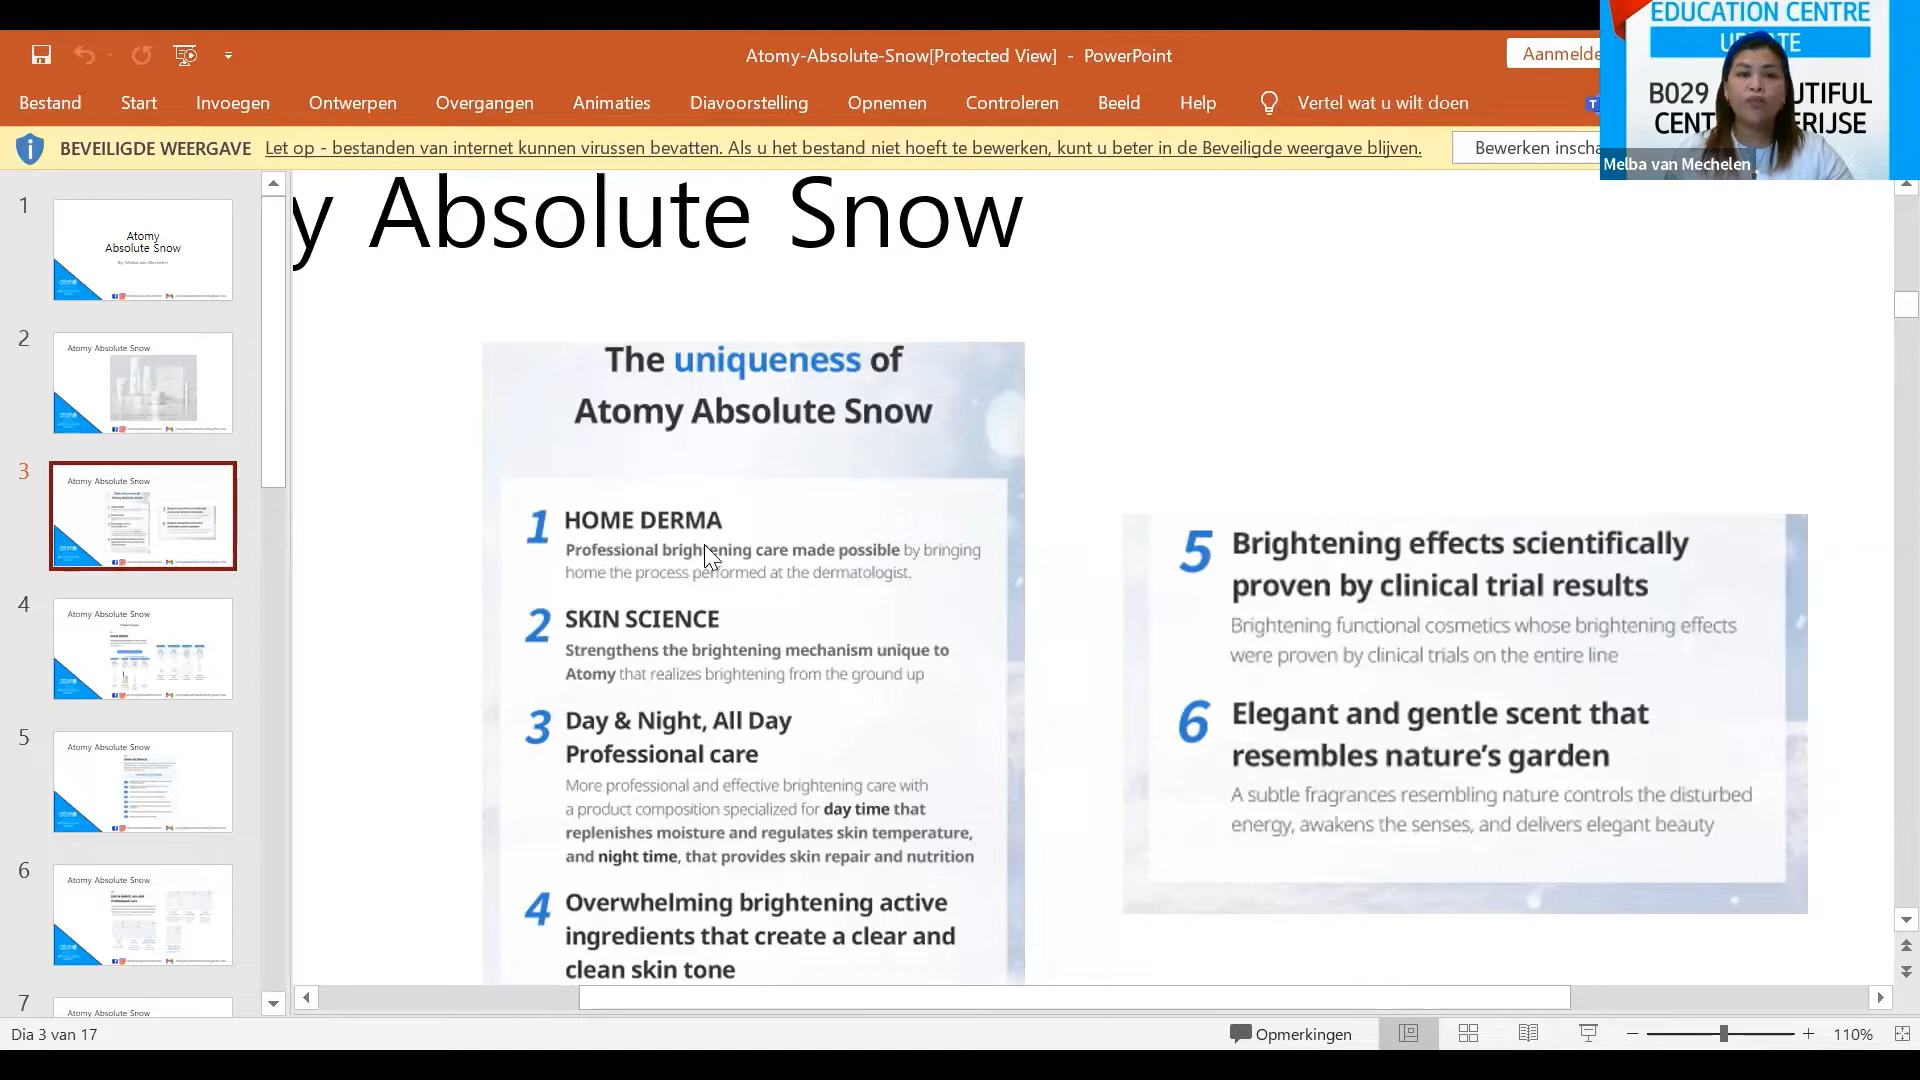 Atomy-Absolute-Snow[Protected View] - PowerPoint
Aanmelde
EDUCATION CENTRE
B029
CENT
Melba van Mechelen
Bestand Start Invoegen Ontwerpen Overgangen Animaties Diavoorstelling Opnemen Controleren Beeld Help Vertel wat u wilt doen
BEVEILIGDE WEERGAVE Let op - bestanden van internet kunnen virussen bevatten. Als u het bestand niet hoeft te bewerken, kunt u beter in de Beveiligde weergave blijven. Bewerken inscha
1
Atomy
Absolute Snow
By: Melba van Mechelen
2
Atomy Absolute Snow
3
Atomy Absolute Snow
4
Atomy Absolute Snow
5
Atomy Absolute Snow
6
Atomy Absolute Snow
7
Atomy Absolute Snow
y Absolute Snow
The uniqueness of
Atomy Absolute Snow
1 HOME DERMA
Professional brightening care made possible by bringing
home the process performed at the dermatologist.
2 SKIN SCIENCE
Strengthens the brightening mechanism unique to
Atomy that realizes brightening from the ground up
3 Day & Night, All Day
Professional care
More professional and effective brightening care with
a product composition specialized for day time that
replenishes moisture and regulates skin temperature,
and night time, that provides skin repair and nutrition
4 Overwhelming brightening active
ingredients that create a clear and
clean skin tone
5 Brightening effects scientifically
proven by clinical trial results
Brightening functional cosmetics whose brightening effects
were proven by clinical trials on the entire line
6 Elegant and gentle scent that
resembles nature's garden
A subtle fragrances resembling nature controls the disturbed
energy, awakens the senses, and delivers elegant beauty
Dia 3 van 17
Opmerkingen
110%